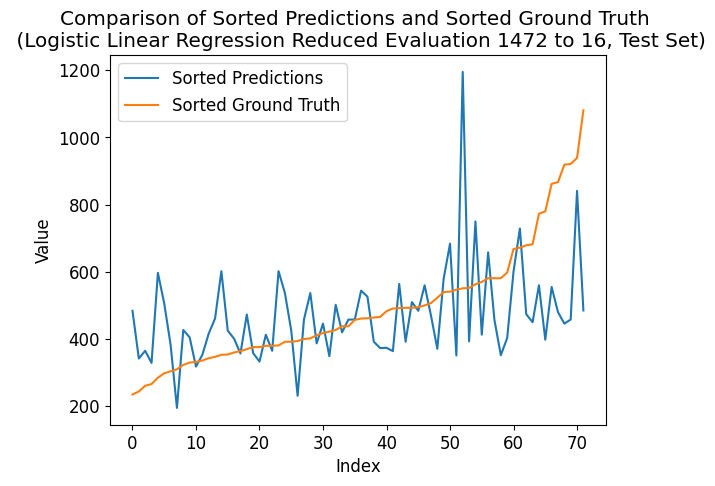 Comparison of Sorted Predictions and Sorted Ground Truth
(Logistic Linear Regression Reduced Evaluation 1472 to 16, Test Set)
Sorted Predictions
Sorted Ground Truth
1200
1000
800
600
400
200
Value
0 10 20 30 40 50 60 70
Index